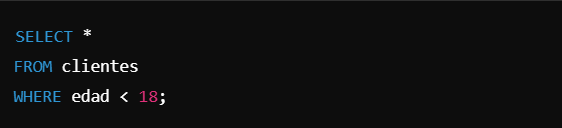 SELECT *
FROM clientes
WHERE edad < 18;